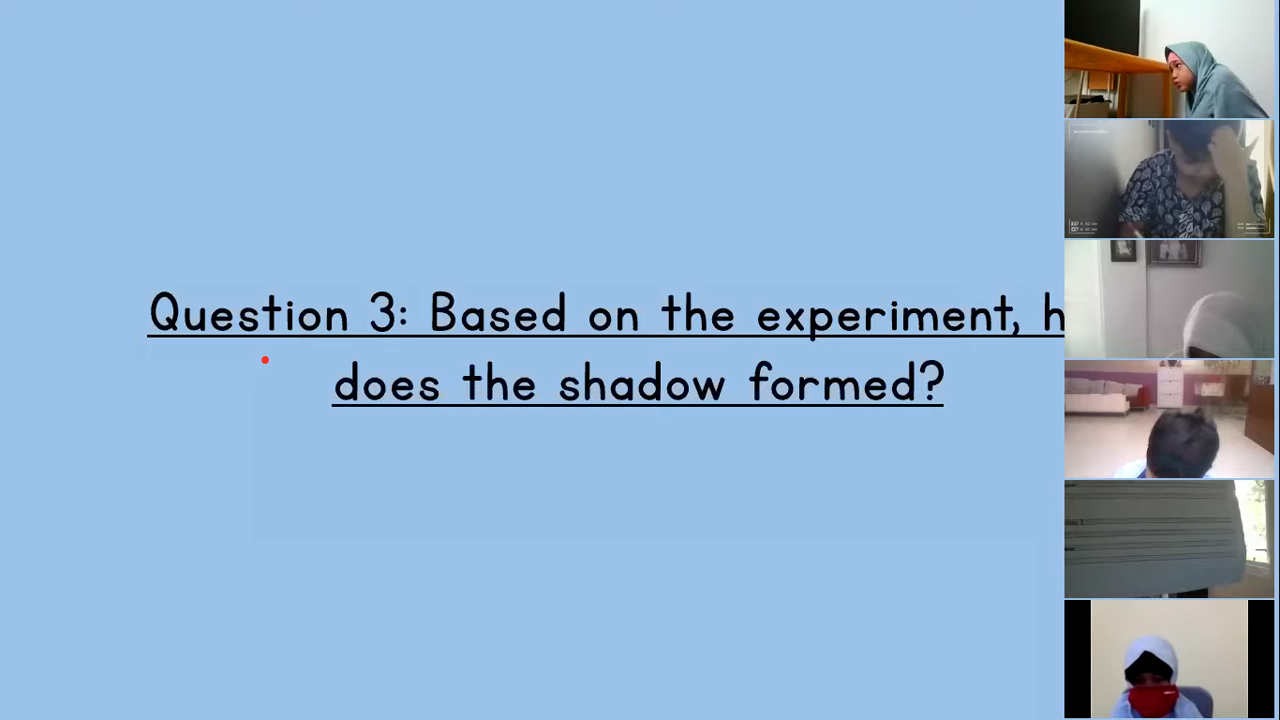 Question 3: Based on the experiment, h
does the shadow formed?